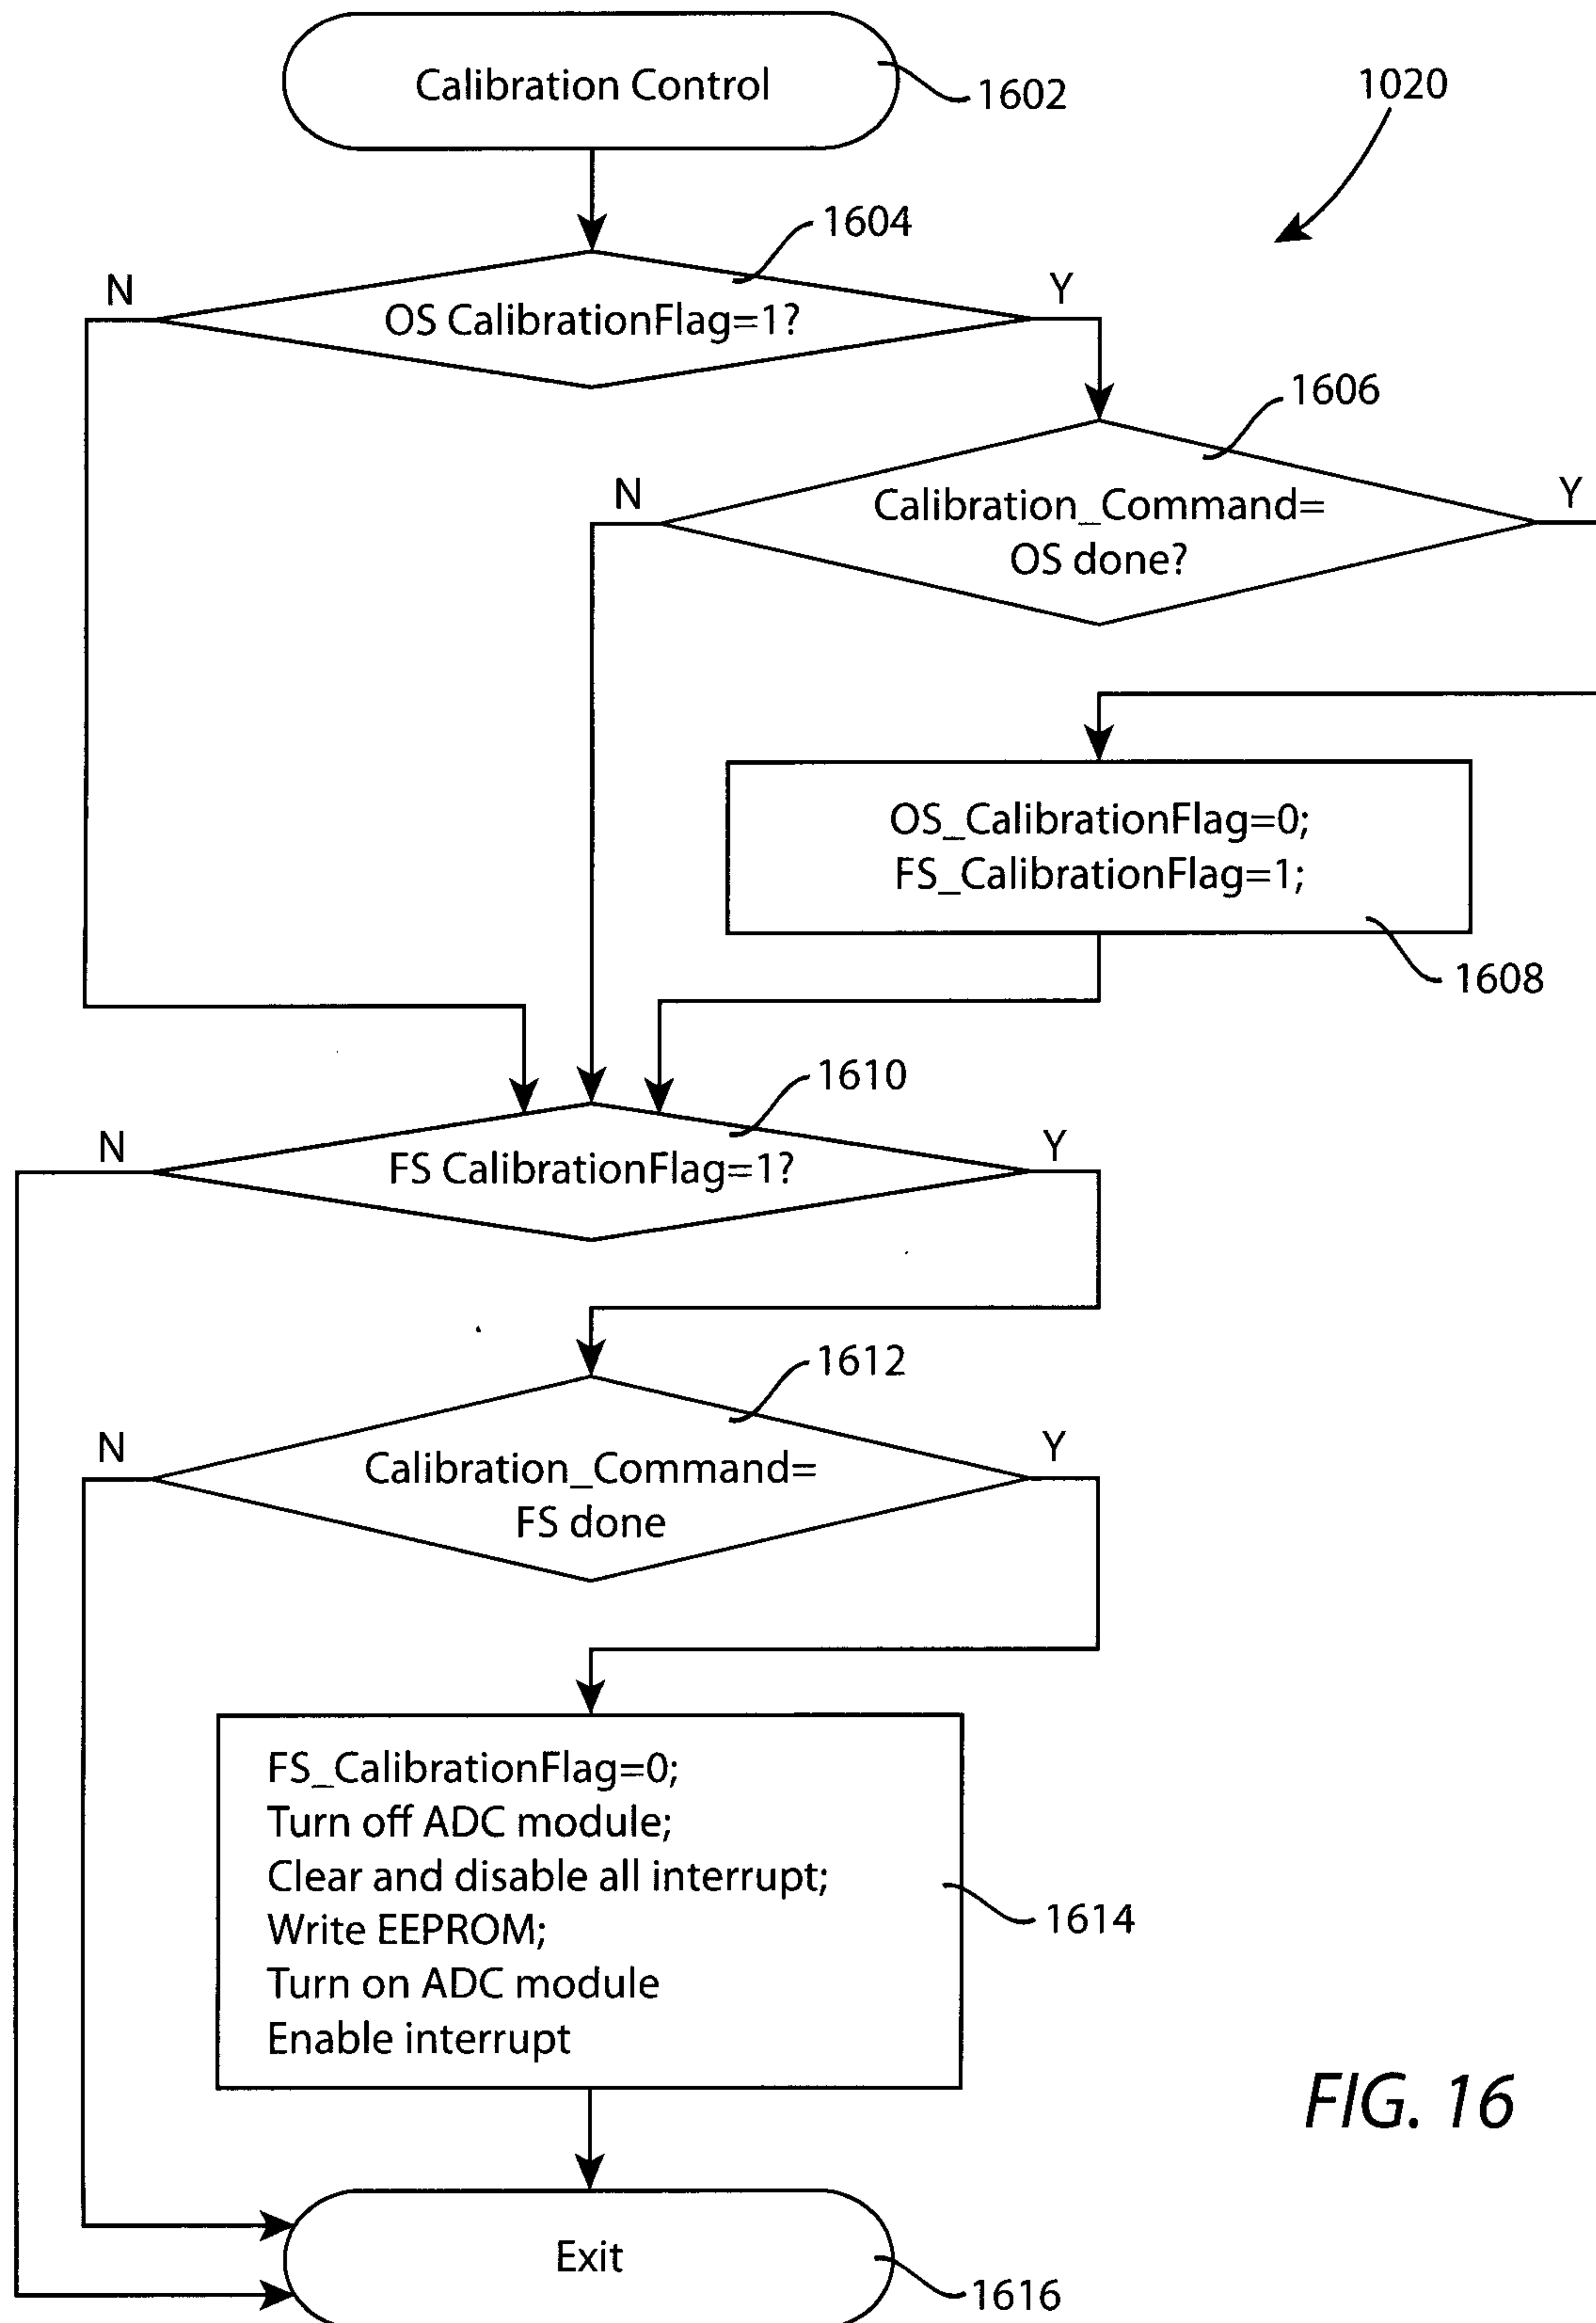 Calibration Control
1602
1020
1604
N
OS CalibrationFlag=1?
Y
1606
N
Calibration_Command=
OS done?
Y
OS_CalibrationFlag=0;
FS_CalibrationFlag=1;
1608
1610
N
FS CalibrationFlag=1?
Y
1612
N
Calibration_Command=
FS done
Y
FS_CalibrationFlag=0;
Turn off ADC module;
Clear and disable all interrupt;
Write EEPROM;
Turn on ADC module
Enable interrupt
1614
FIG. 16
Exit
1616